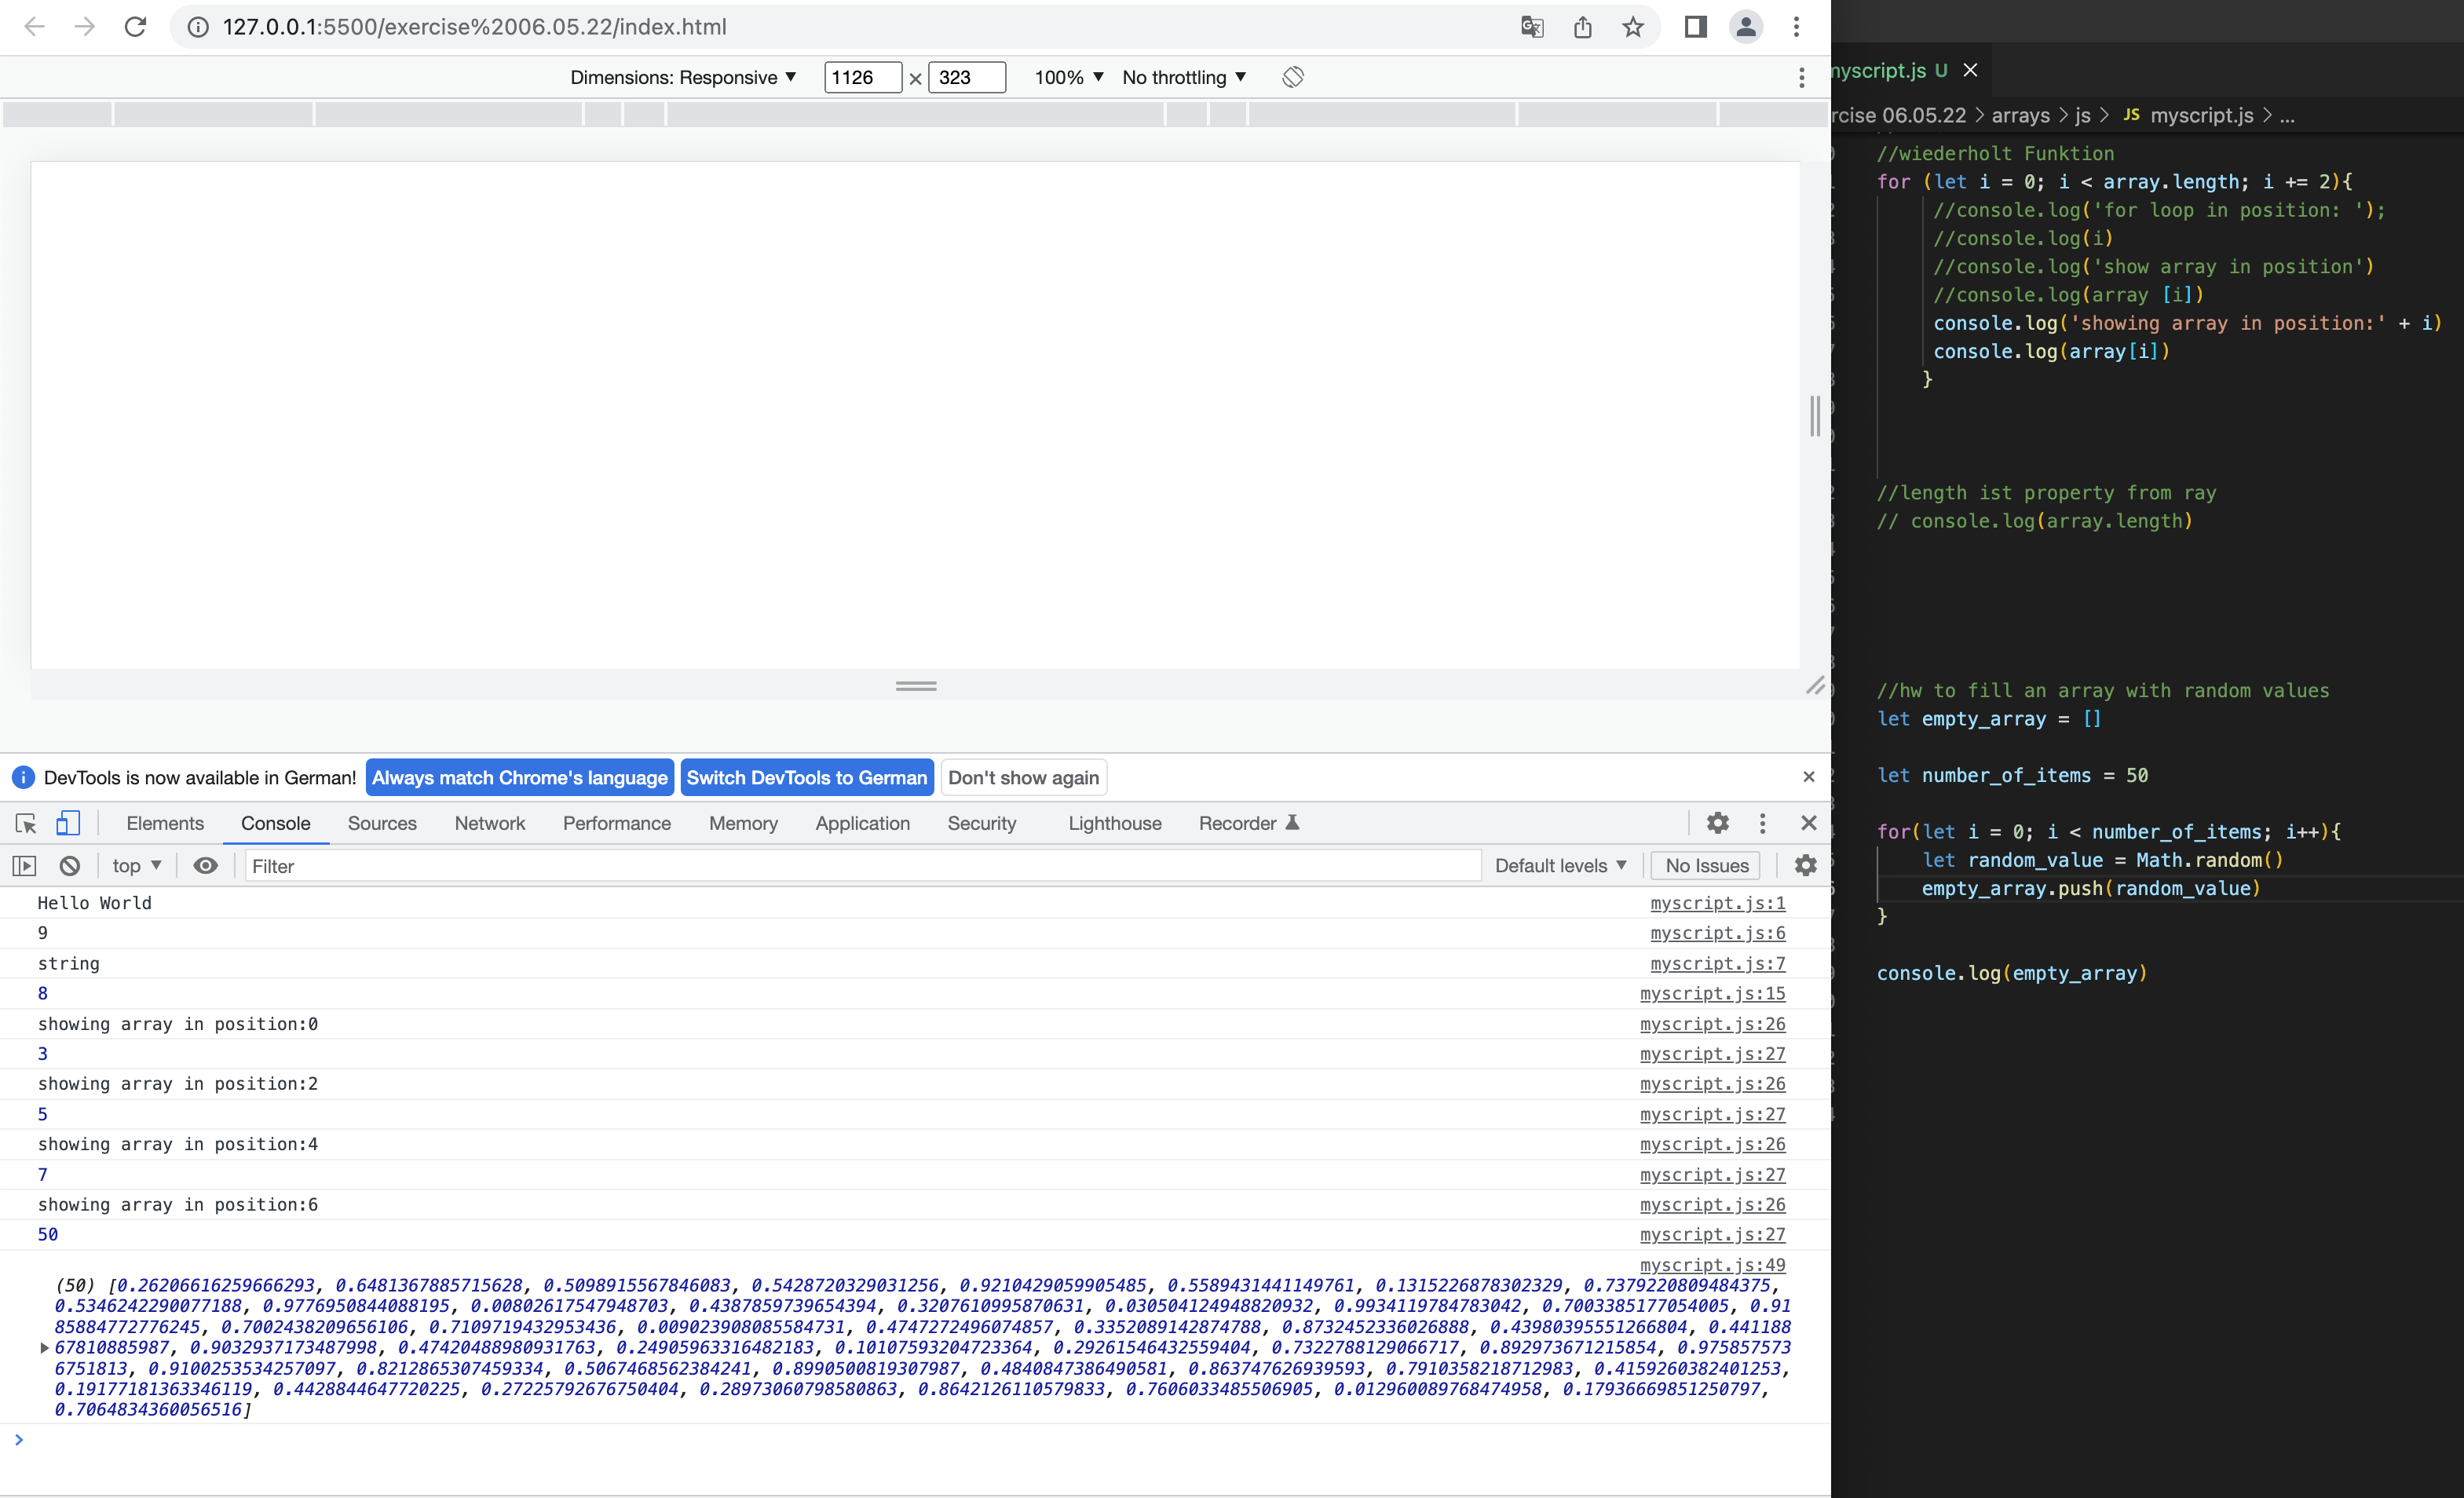 127.0.0.1:5500/exercise%2006.05.22/index.html
Dimensions: Responsive ▼ 1126 × 323 100% ▼ No throttling ▼
DevTools is now available in German! Always match Chrome's language Switch DevTools to German Don't show again ×
Elements Console Sources Network Performance Memory Application Security Lighthouse Recorder
top ▼ Filter Default levels ▼ No Issues
Hello World myscript.js:1
9 myscript.js:6
string myscript.js:7
8 myscript.js:15
showing array in position:0 myscript.js:26
3 myscript.js:27
showing array in position:2 myscript.js:26
5 myscript.js:27
showing array in position:4 myscript.js:26
7 myscript.js:27
showing array in position:6 myscript.js:26
50 myscript.js:27
myscript.js:49
(50) [0.26206616259666293, 0.6481367885715628, 0.5098915567846083, 0.5428720329031256, 0.9210429059905485, 0.5589431441149761, 0.1315226878302329, 0.7379220809484375,
0.5346242290077188, 0.9776950844088195, 0.00802617547948703, 0.4387859739654394, 0.3207610995870631, 0.030504124948820932, 0.9934119784783042, 0.7003385177054005, 0.91
85884772776245, 0.7002438209656106, 0.7109719432953436, 0.009023908085584731, 0.4747272496074857, 0.3352089142874788, 0.8732452336026888, 0.43980395551266804, 0.441188
67810885987, 0.9032937173487998, 0.47420488980931763, 0.24905963316482183, 0.10107593204723364, 0.29261546432559404, 0.7322788129066717, 0.892973671215854, 0.975857573
6751813, 0.9100253534257097, 0.8212865307459334, 0.5067468562384241, 0.8990500819307987, 0.4840847386490581, 0.863747626939593, 0.7910358218712983, 0.4159260382401253,
0.19177181363346119, 0.4428844647720225, 0.27225792676750404, 0.28973060798580863, 0.8642126110579833, 0.7606033485506905, 0.012960089768474958, 0.17936669851250797,
0.7064834360056516]
>
myscript.js U ×
rcise 06.05.22 > arrays > js > JS myscript.js > ...
//wiederholt Funktion
for (let i = 0; i < array.length; i += 2){
//console.log('for loop in position: ');
//console.log(i)
//console.log('show array in position')
//console.log(array [i])
console.log('showing array in position:' + i)
console.log(array[i])
}
//length ist property from ray
// console.log(array.length)
//hw to fill an array with random values
let empty_array = []
let number_of_items = 50
for(let i = 0; i < number_of_items; i++){
let random_value = Math.random()
empty_array.push(random_value)
}
console.log(empty_array)